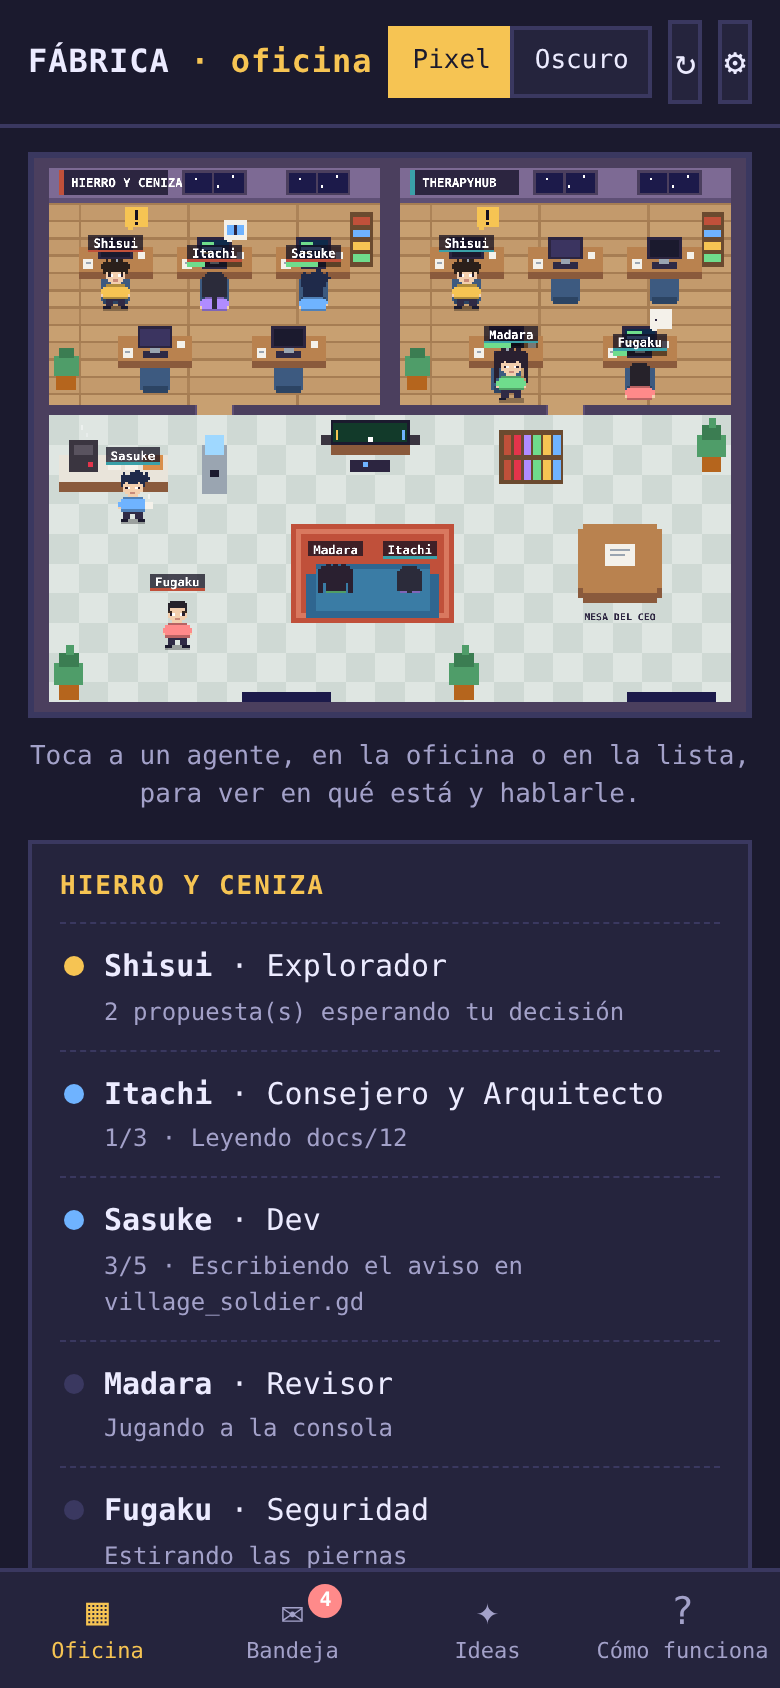 FÁBRICA · oficina
Pixel
Oscuro
HIERRO Y CENIZA
THERAPYHUB
Shisui
Itachi
Sasuke
Shisui
Madara
Fugaku
Sasuke
Madara
Itachi
Fugaku
MESA DEL CEO
Toca a un agente, en la oficina o en la lista,
para ver en qué está y hablarle.
HIERRO Y CENIZA
Shisui · Explorador
2 propuesta(s) esperando tu decisión
Itachi · Consejero y Arquitecto
1/3 · Leyendo docs/12
Sasuke · Dev
3/5 · Escribiendo el aviso en
village_soldier.gd
Madara · Revisor
Jugando a la consola
Fugaku · Seguridad
Estirando las piernas
4
Oficina
Bandeja
Ideas
?
Cómo funciona